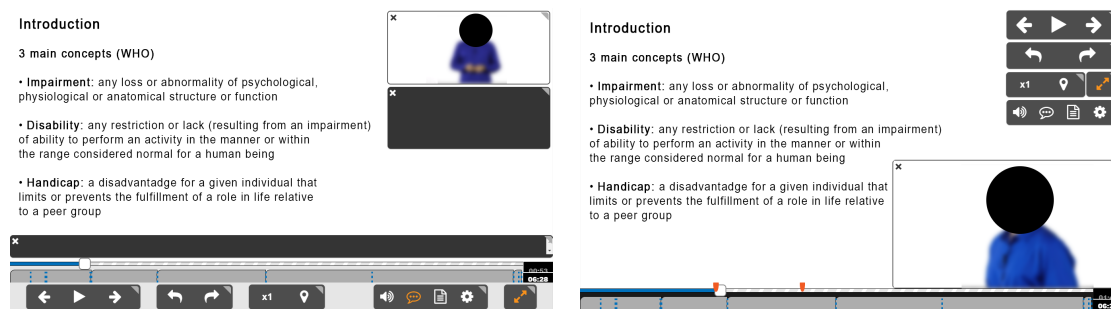 Introduction
3 main concepts (WHO)
• Impairment: any loss or abnormality of psychological,
physiological or anatomical structure or function
• Disability: any restriction or lack (resulting from an impairment)
of ability to perform an activity in the manner or within
the range considered normal for a human being
• Handicap: a disadvantadge for a given individual that
limits or prevents the fulfillment of a role in life relative
to a peer group
00:53
06:28
x1
Introduction
3 main concepts (WHO)
• Impairment: any loss or abnormality of psychological,
physiological or anatomical structure or function
• Disability: any restriction or lack (resulting from an impairment)
of ability to perform an activity in the manner or within
the range considered normal for a human being
• Handicap: a disadvantadge for a given individual that
limits or prevents the fulfillment of a role in life relative
to a peer group
x1